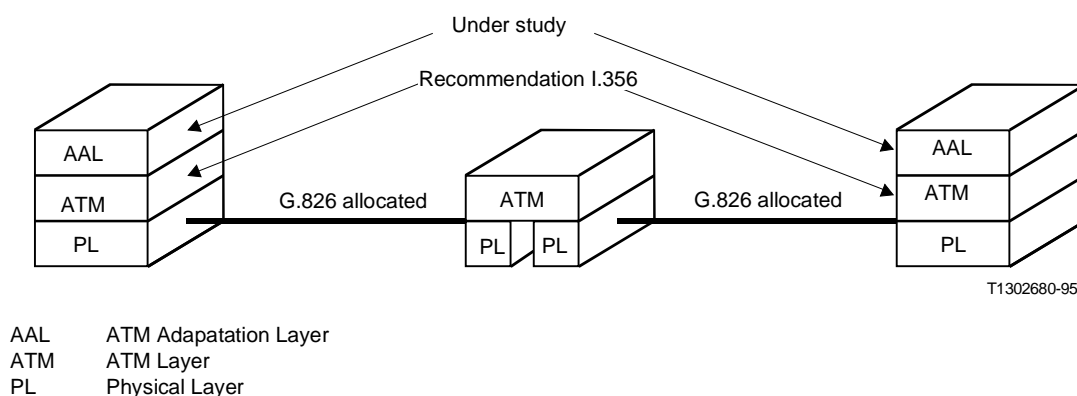 Under study
Recommendation I.356
AAL
AAL
ATM
G.826 allocated
ATM
G.826 allocated
ATM
PL
PL
PL
PL
T1302680-95
AAL ATM Adapatation Layer
ATM ATM Layer
PL Physical Layer